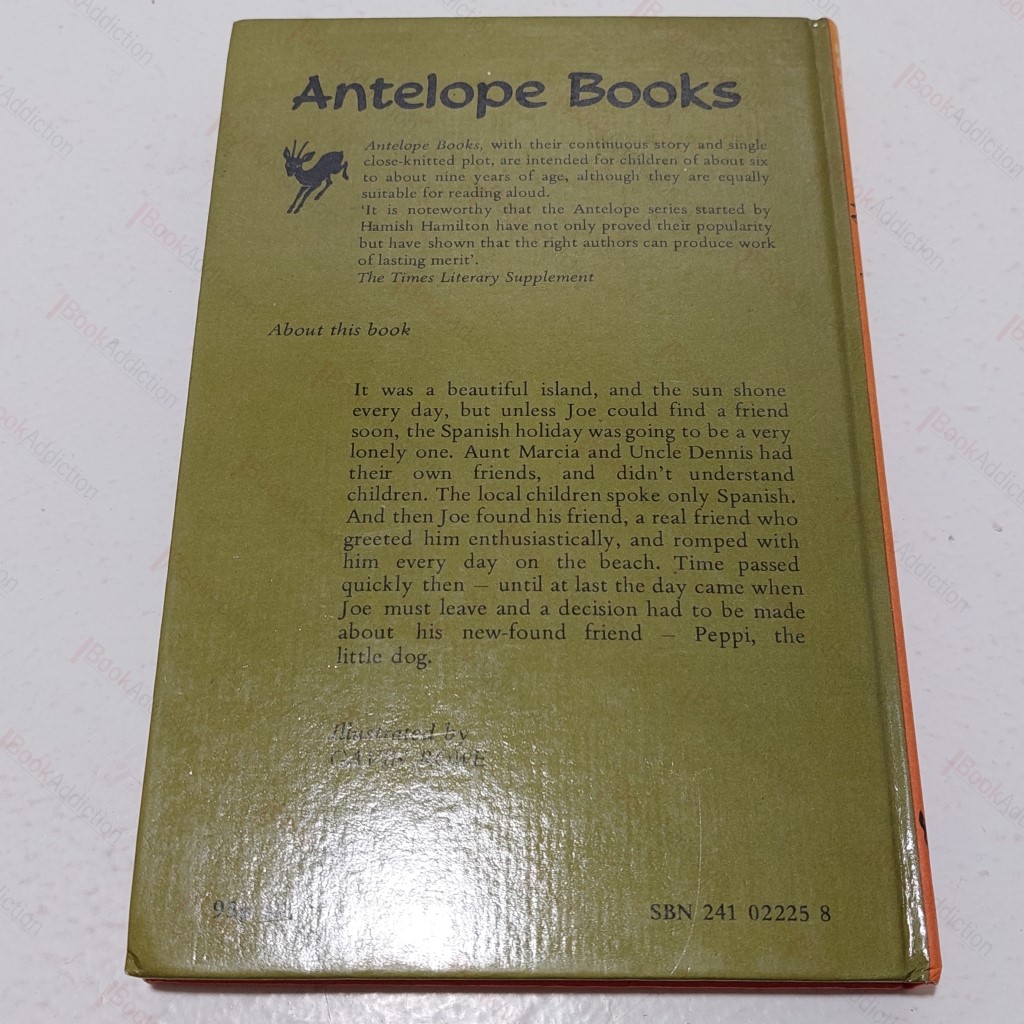 Antelope Books
Antelope Books, with their continuous story and single
close-knitted plot, are intended for children of about six
to about nine years of age, although they are equally
suitable for reading aloud.
‘It is noteworthy that the Antelope series started by
Hamish Hamilton have not only proved their popularity
but have shown that the right authors can produce work
of lasting merit’.
The Times Literary Supplement
About this book
It was a beautiful island, and the sun shone
every day, but unless Joe could find a friend
soon, the Spanish holiday was going to be a very
lonely one. Aunt Marcia and Uncle Dennis had
their own friends, and didn’t understand
children. The local children spoke only Spanish.
And then Joe found his friend, a real friend who
greeted him enthusiastically, and romped with
him every day on the beach. Time passed
quickly then – until at last the day came when
Joe must leave and a decision had to be made
about his new-found friend – Peppi, the
little dog.
Illustrated by
GAVIN ROWE
SBN 241 02225 8
BookAddiction